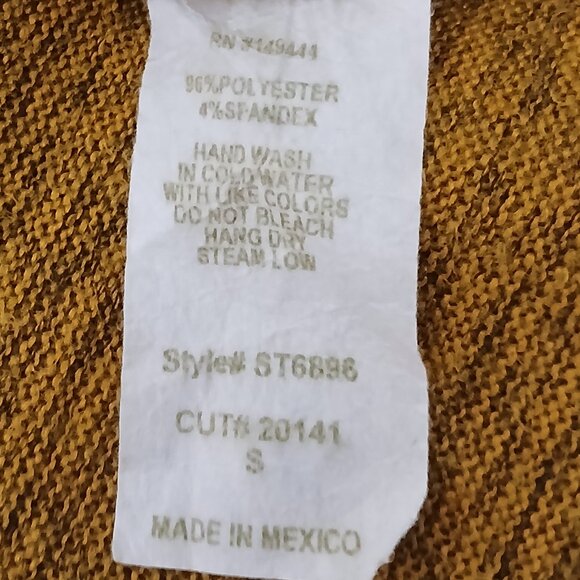 RN #149444
96%POLYESTER
4%SPANDEX
HAND WASH
IN COLD WATER
WITH LIKE COLORS
DO NOT BLEACH
HANG DRY
STEAM LOW
Style# ST6896
CUT# 20141
S
MADE IN MEXICO